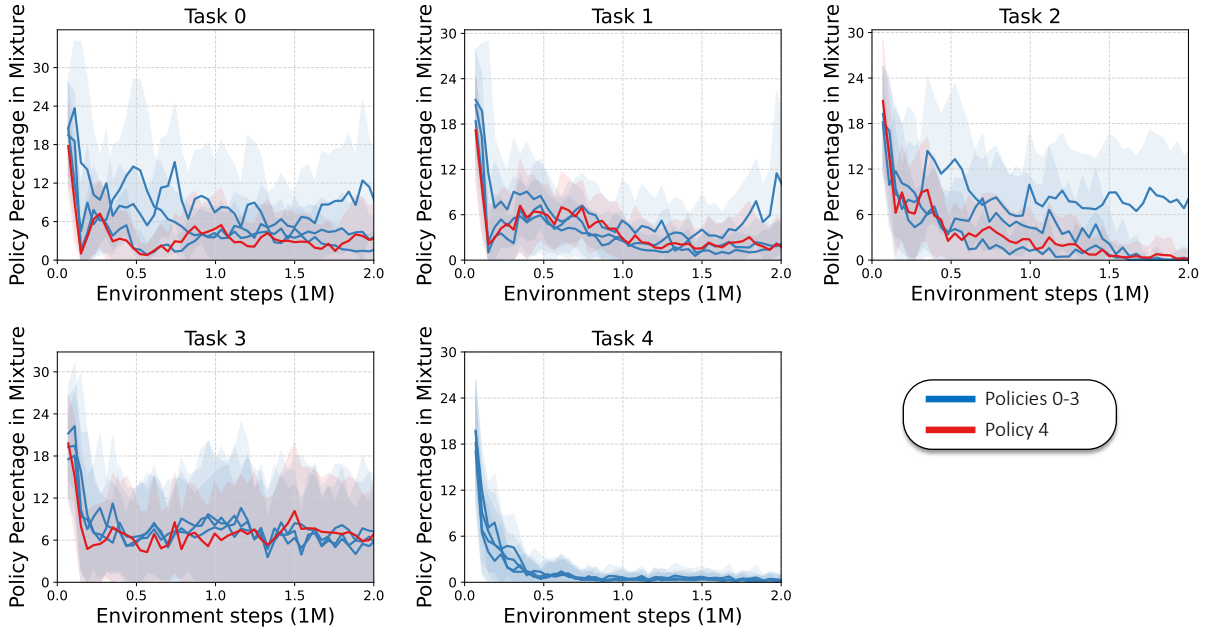 Task 0
Policy Percentage in Mixture
30
24
18
12
6
0
0.0 0.5 1.0 1.5 2.0
Environment steps (1M)
Task 1
Policy Percentage in Mixture
30
24
18
12
6
0
0.0 0.5 1.0 1.5 2.0
Environment steps (1M)
Task 2
Policy Percentage in Mixture
30
24
18
12
6
0
0.0 0.5 1.0 1.5 2.0
Environment steps (1M)
Task 3
Policy Percentage in Mixture
30
24
18
12
6
0
0.0 0.5 1.0 1.5 2.0
Environment steps (1M)
Task 4
Policy Percentage in Mixture
30
24
18
12
6
0
0.0 0.5 1.0 1.5 2.0
Environment steps (1M)
Policies 0-3
Policy 4